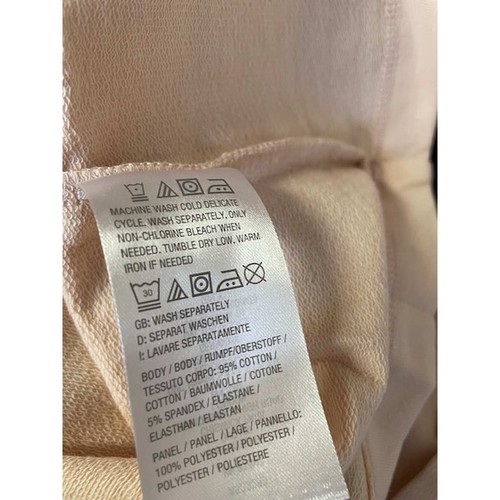 MACHINE WASH COLD DELICATE
CYCLE. WASH SEPARATELY. ONLY
NON-CHLORINE BLEACH WHEN
NEEDED. TUMBLE DRY LOW. WARM
IRON IF NEEDED
30
GB: WASH SEPARATELY
D: SEPARAT WASCHEN
I: LAVARE SEPARATAMENTE
BODY / BODY / RUMPF/OBERSTOFF /
TESSUTO CORPO: 95% COTTON /
COTTON / BAUMWOLLE / COTONE
5% SPANDEX / ELASTANE /
ELASTHAN / ELASTAN
PANEL / PANEL / LAGE / PANNELLO:
100% POLYESTER / POLYESTER /
POLYESTER / POLIESTERE